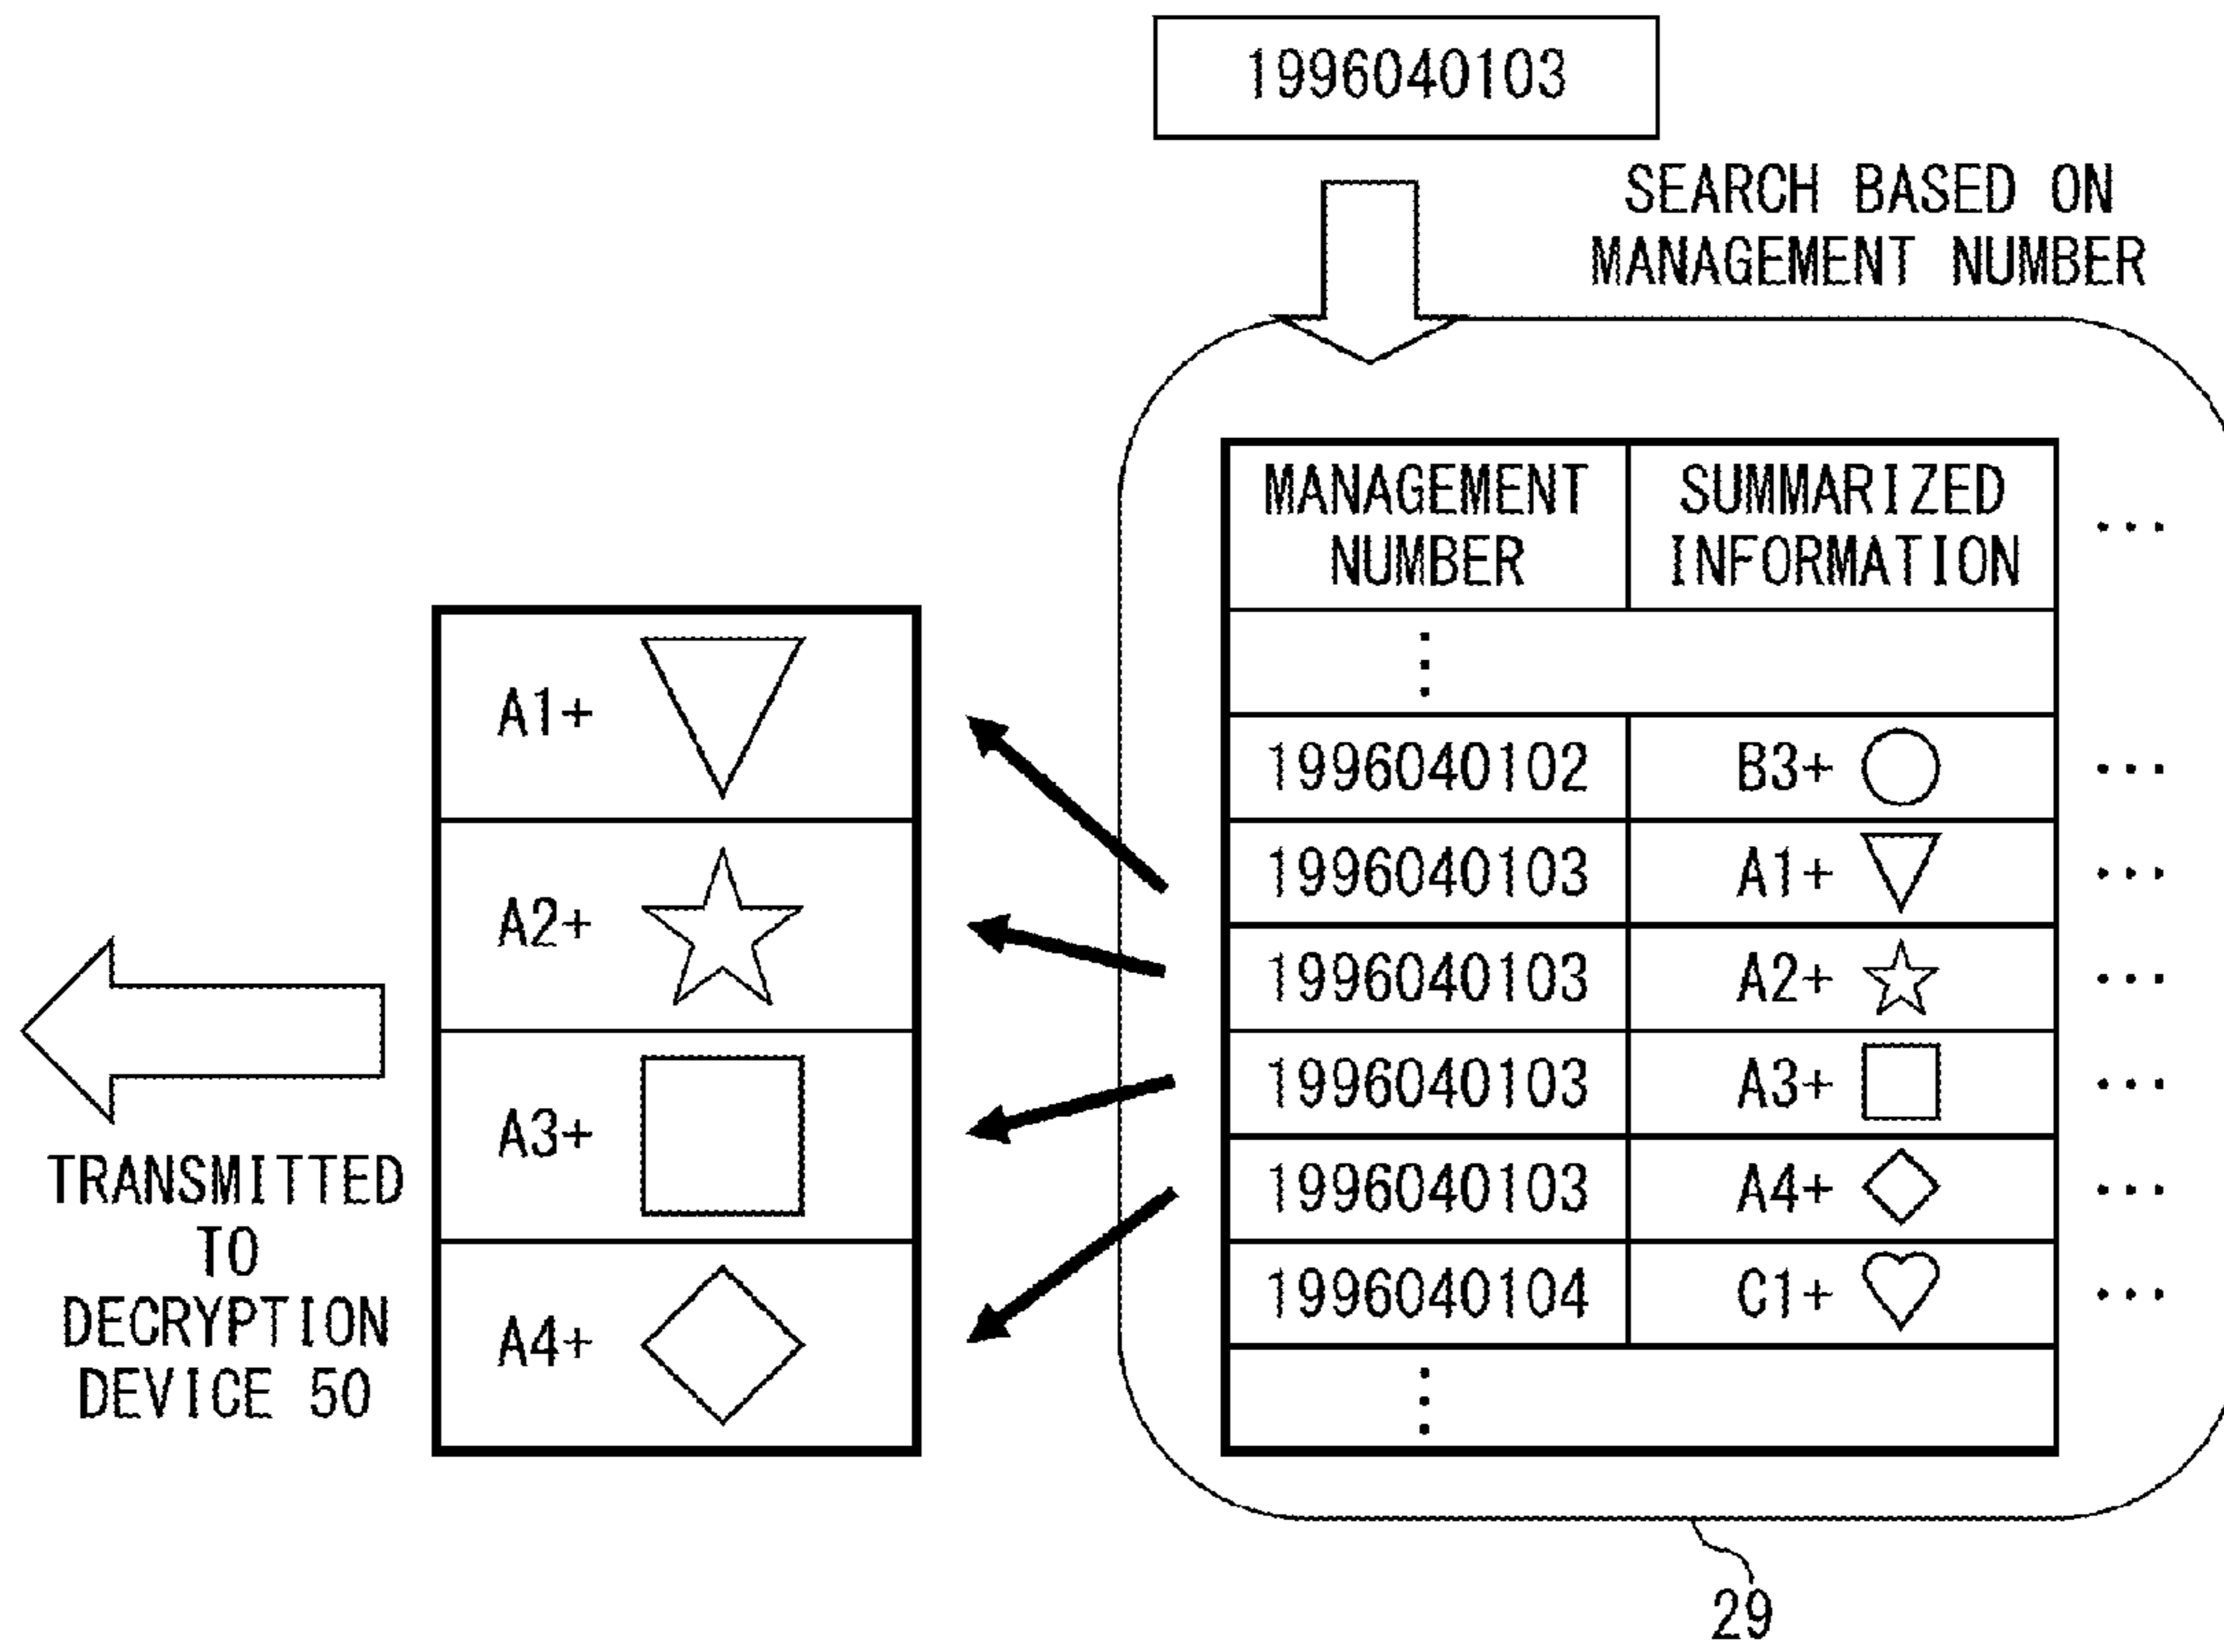 1996040103
SEARCH BASED ON
MANAGEMENT NUMBER
MANAGEMENT NUMBER
SUMMARIZED INFORMATION
...
⋮
1996040102 B3+ ...
1996040103 A1+ ...
1996040103 A2+ ...
1996040103 A3+ ...
1996040103 A4+ ...
1996040104 C1+ ...
⋮
29
A1+
A2+
A3+
A4+
TRANSMITTED
TO
DECRYPTION
DEVICE 50